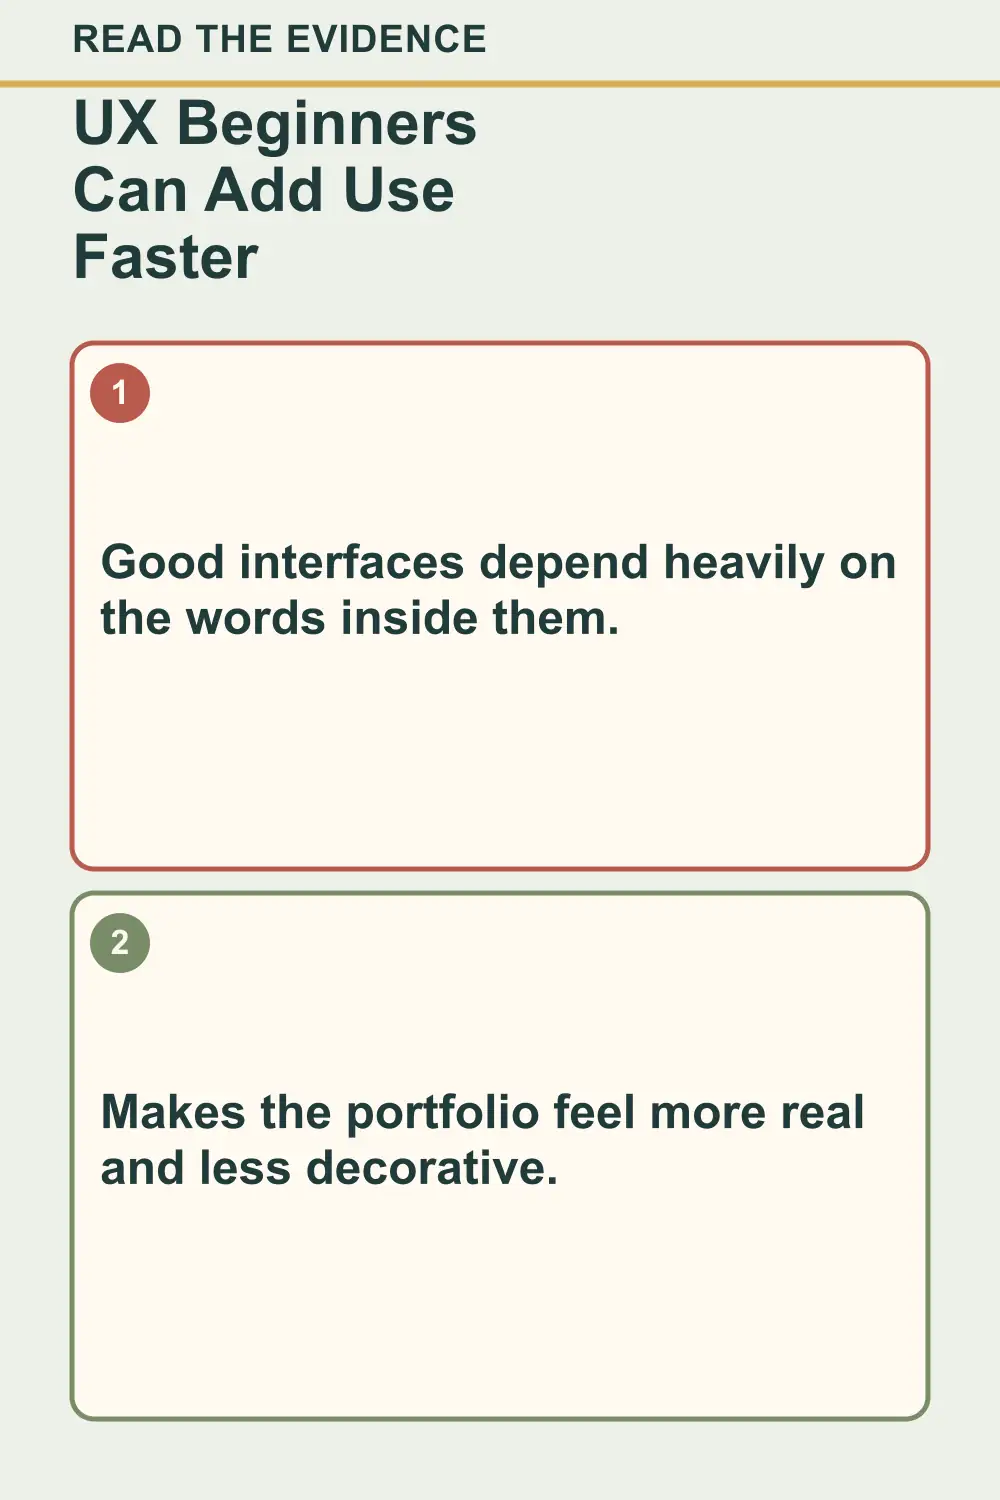 READ THE EVIDENCE
UX Beginners
Can Add Use
Faster
1
Good interfaces depend heavily on
the words inside them.
2
Makes the portfolio feel more real
and less decorative.